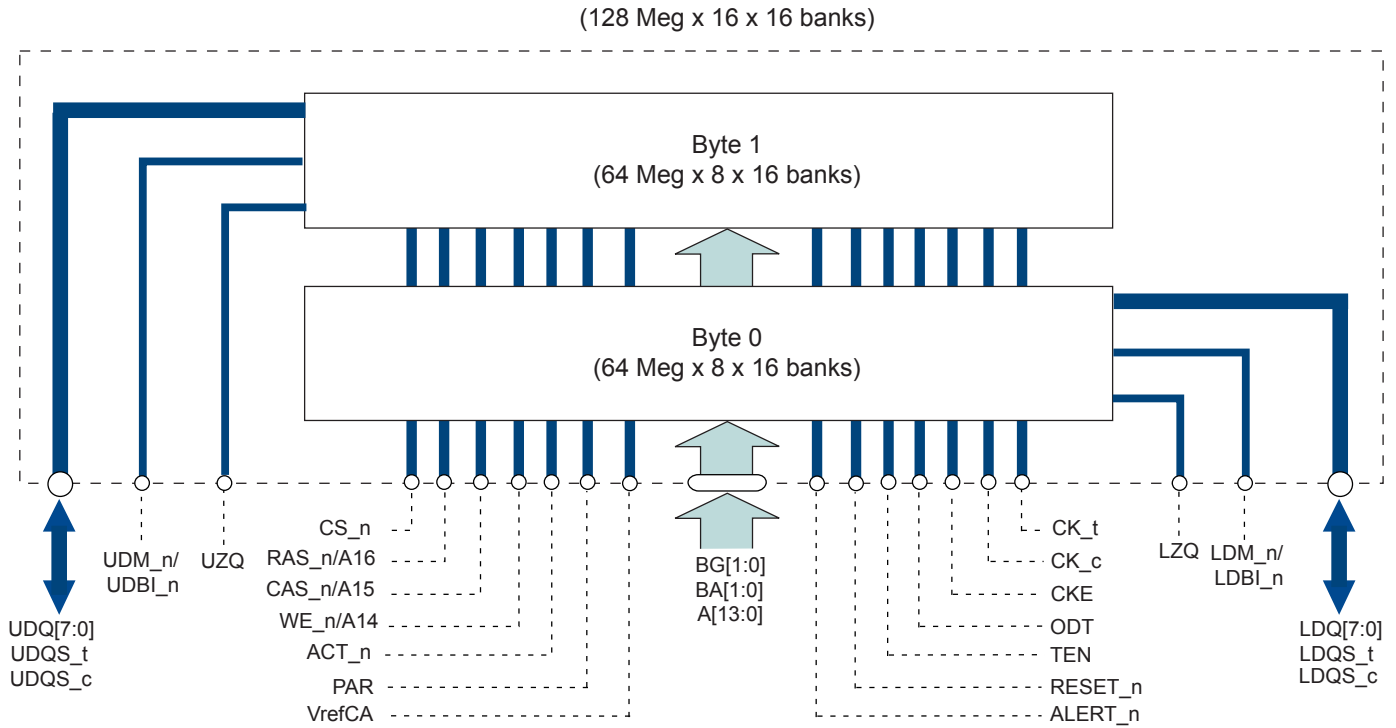 (128 Meg x 16 x 16 banks)
Byte 1
(64 Meg x 8 x 16 banks)
Byte 0
(64 Meg x 8 x 16 banks)
UDQ[7:0]
UDQS_t
UDQS_c
UDM_n/
UDBI_n
UZQ
CS_n
RAS_n/A16
CAS_n/A15
WE_n/A14
ACT_n
PAR
VrefCA
BG[1:0]
BA[1:0]
A[13:0]
CK_t
CK_c
CKE
ODT
TEN
RESET_n
ALERT_n
LZQ
LDM_n/
LDBI_n
LDQ[7:0]
LDQS_t
LDQS_c